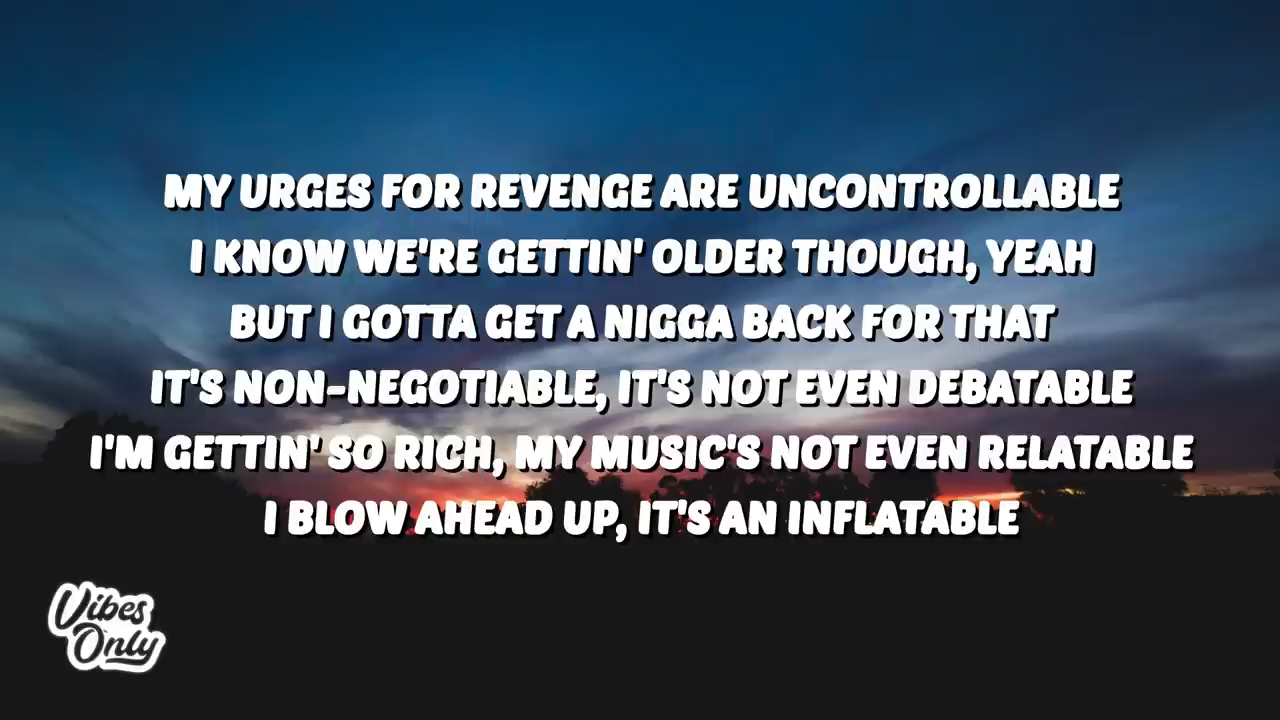 MY URGES FOR REVENGE ARE UNCONTROLLABLE
I KNOW WE'RE GETTIN' OLDER THOUGH, YEAH
BUT I GOTTA GET A NIGGA BACK FOR THAT
IT'S NON-NEGOTIABLE, IT'S NOT EVEN DEBATABLE
I'M GETTIN' SO RICH, MY MUSIC'S NOT EVEN RELATABLE
I BLOW AHEAD UP, IT'S AN INFLATABLE
Vibes
Only